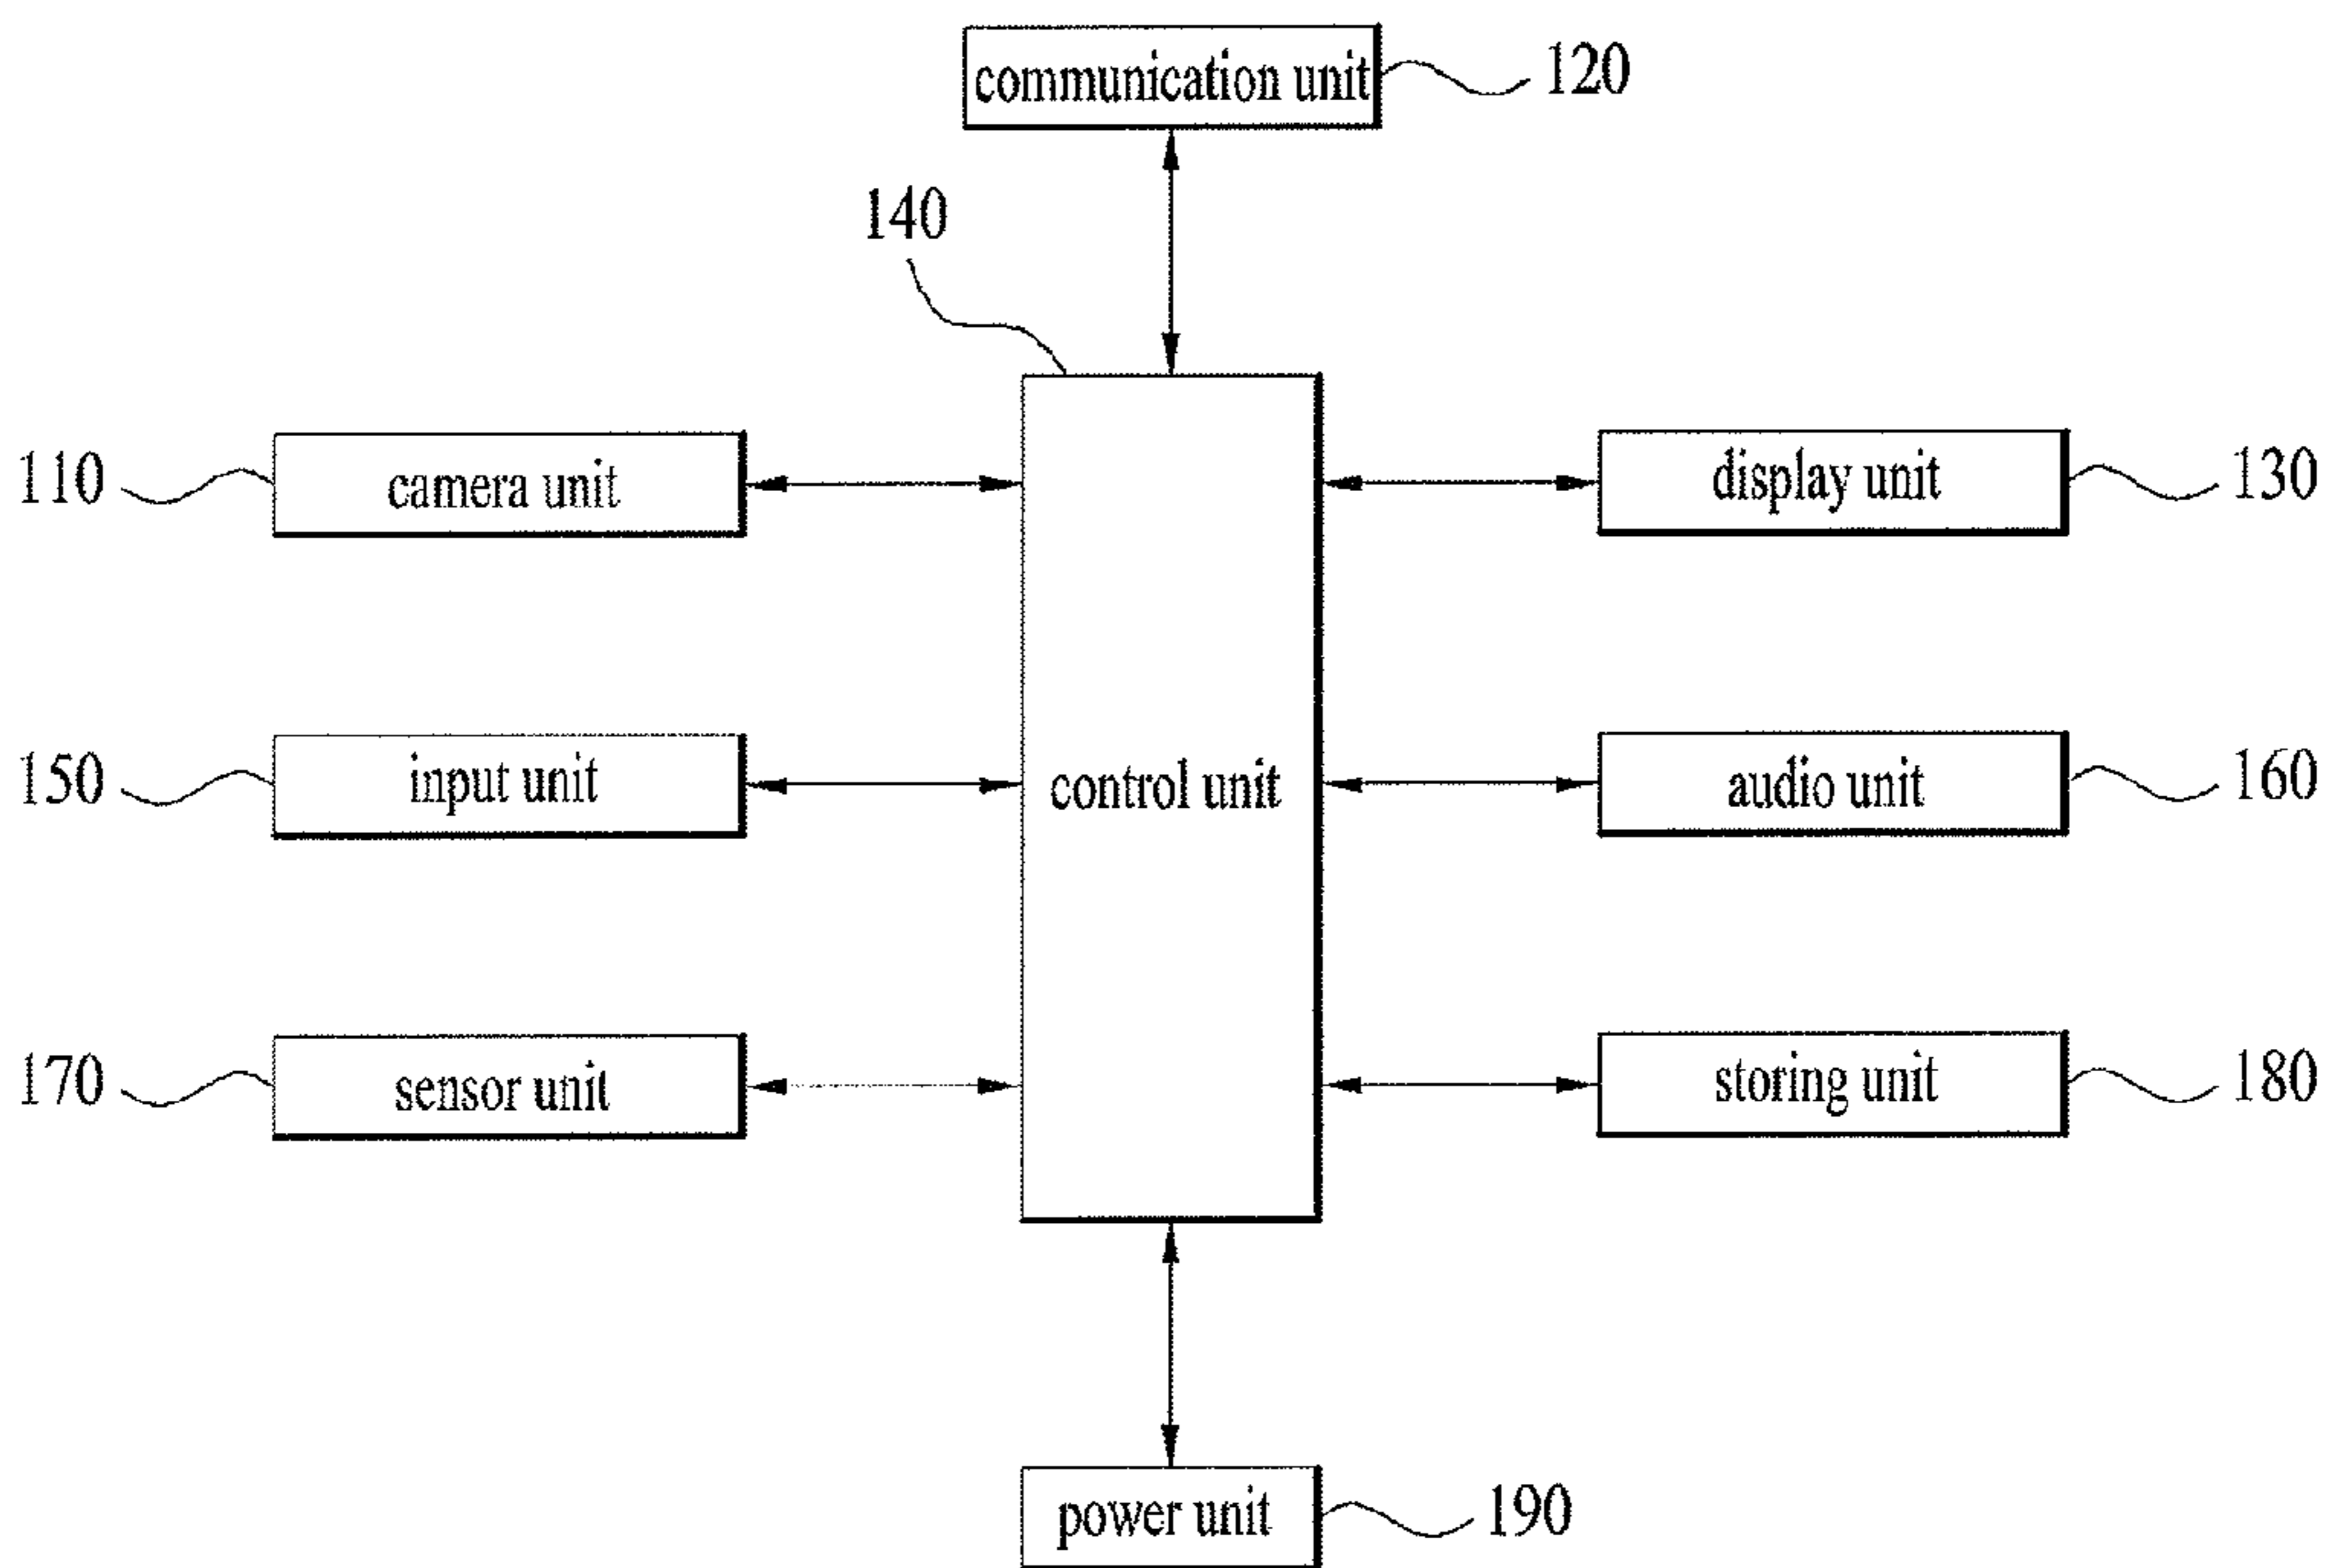 communication unit 120
140
110 camera unit
display unit 130
150 input unit
control unit
audio unit 160
170 sensor unit
storing unit 180
power unit 190